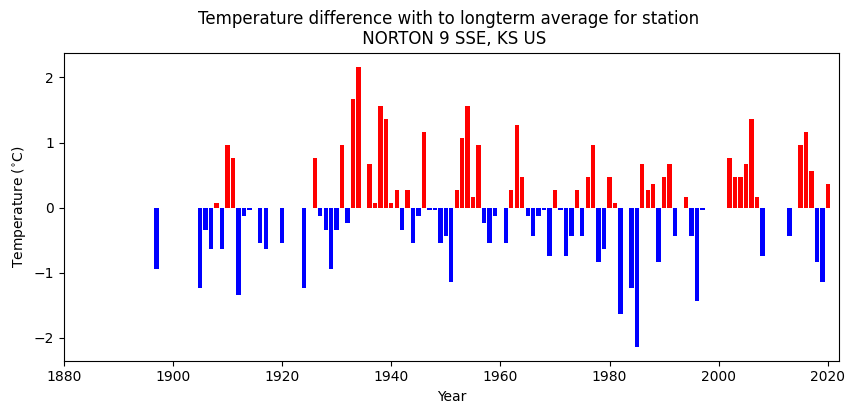 Temperature difference with to longterm average for station
NORTON 9 SSE, KS US
Temperature (°C)
2
1
0
−1
−2
1880 1900 1920 1940 1960 1980 2000 2020
Year